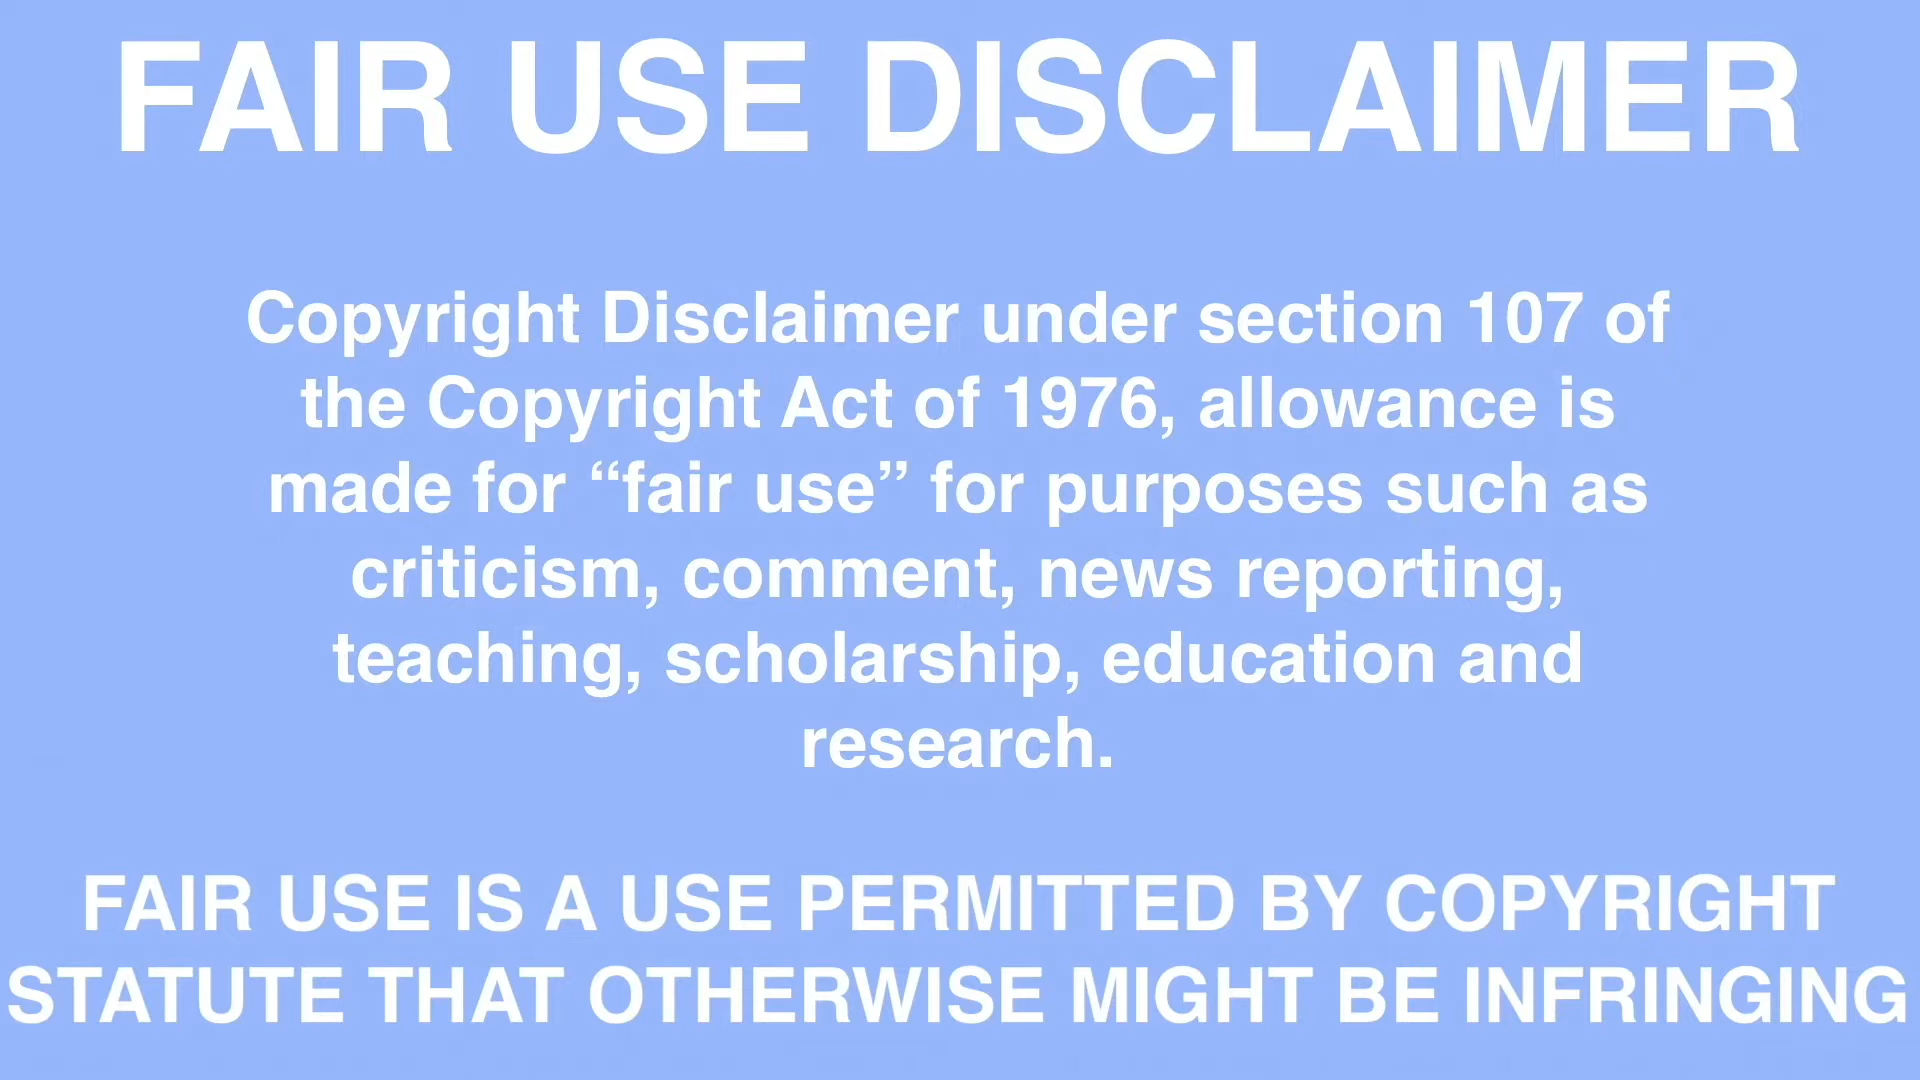 FAIR USE DISCLAIMER
Copyright Disclaimer under section 107 of
the Copyright Act of 1976, allowance is
made for “fair use” for purposes such as
criticism, comment, news reporting,
teaching, scholarship, education and
research.
FAIR USE IS A USE PERMITTED BY COPYRIGHT
STATUTE THAT OTHERWISE MIGHT BE INFRINGING